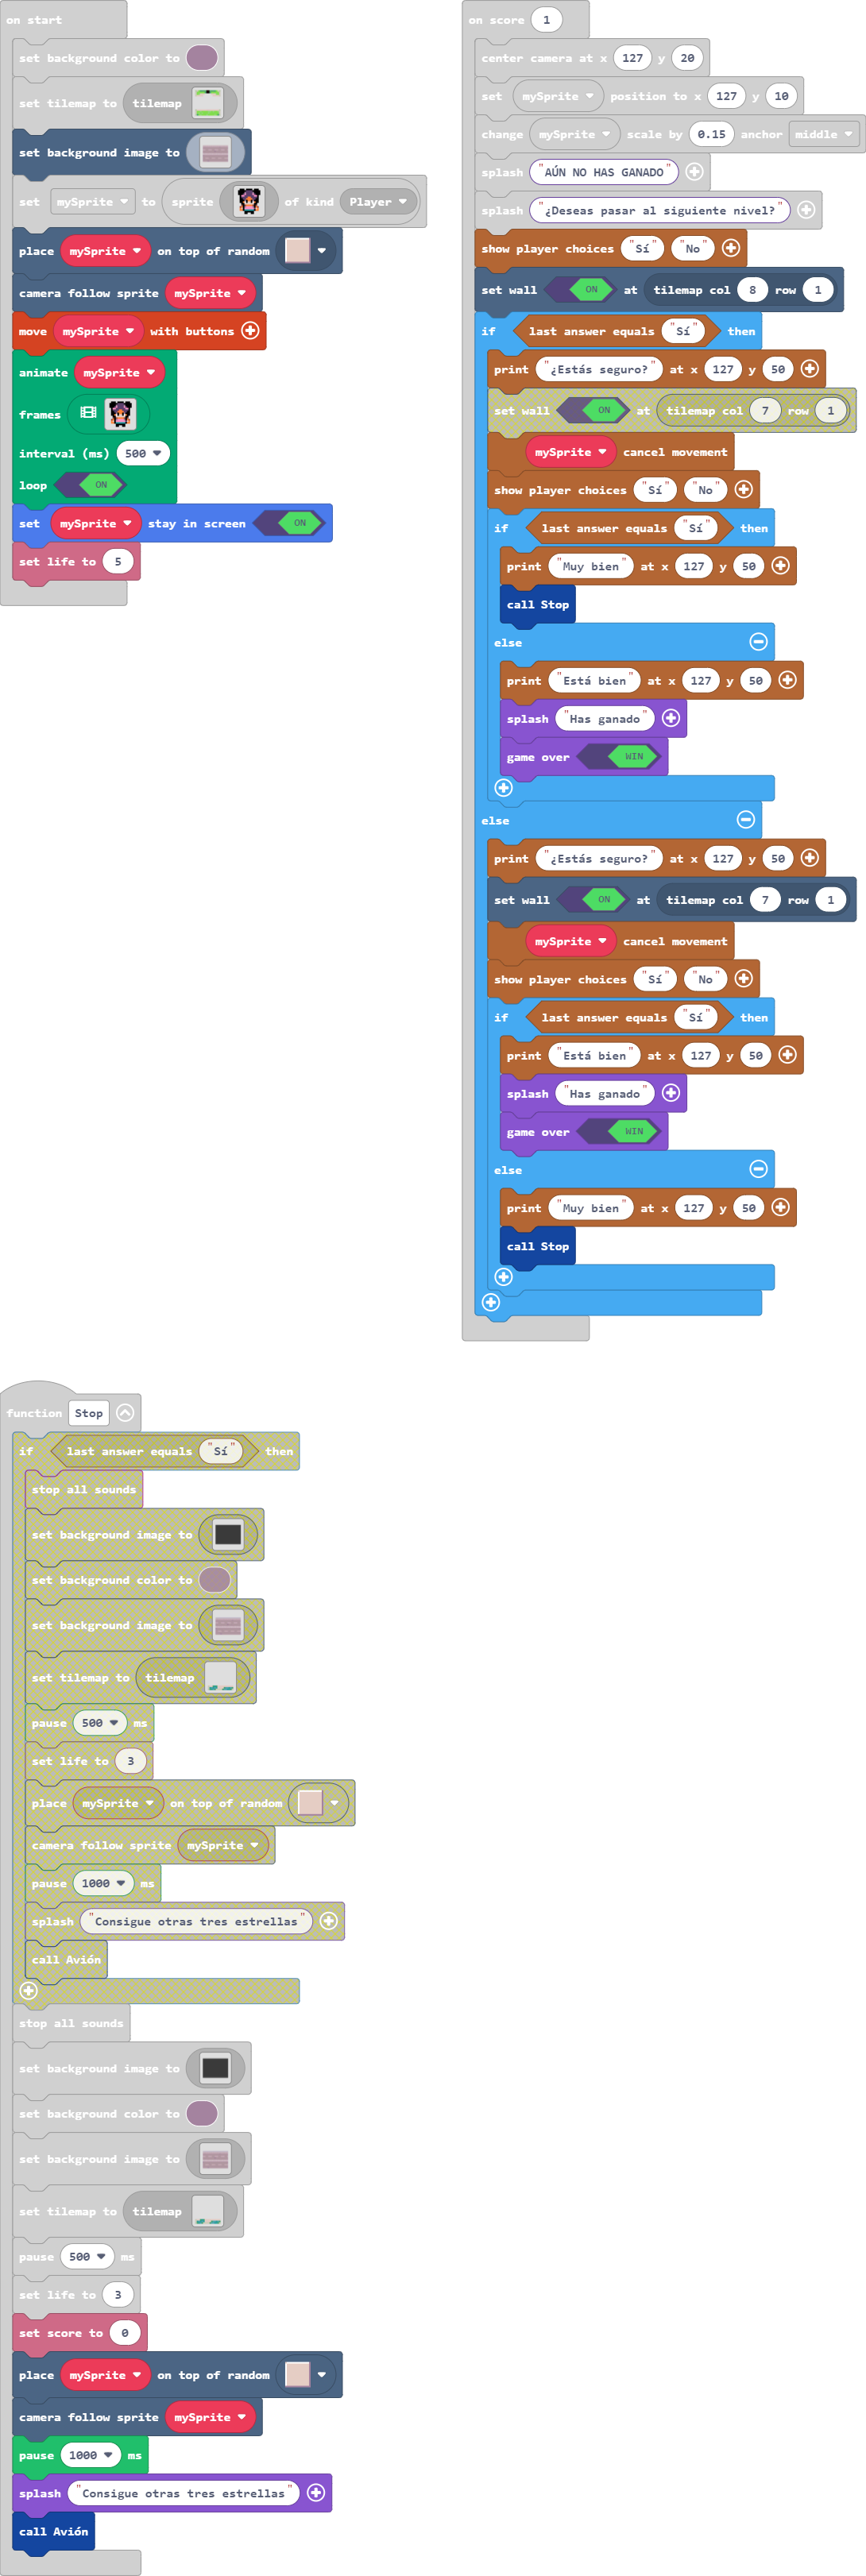 on start
set background color to
set tilemap to tilemap
set background image to
set mySprite to sprite of kind Player
place mySprite on top of random
camera follow sprite mySprite
move mySprite with buttons
animate mySprite
frames
interval (ms) 500
loop ON
set mySprite stay in screen ON
set life to 5
on score 1
center camera at x 127 y 20
set mySprite position to x 127 y 10
change mySprite scale by 0.15 anchor middle
splash "AÚN NO HAS GANADO"
splash "¿Deseas pasar al siguiente nivel?"
show player choices "Sí" "No"
set wall ON at tilemap col 8 row 1
if last answer equals "Sí" then
print "¿Estás seguro?" at x 127 y 50
set wall ON at tilemap col 7 row 1
mySprite cancel movement
show player choices "Sí" "No"
if last answer equals "Sí" then
print "Muy bien" at x 127 y 50
call Stop
else
print "Está bien" at x 127 y 50
splash "Has ganado"
game over WIN
else
print "¿Estás seguro?" at x 127 y 50
set wall ON at tilemap col 7 row 1
mySprite cancel movement
show player choices "Sí" "No"
if last answer equals "Sí" then
print "Está bien" at x 127 y 50
splash "Has ganado"
game over WIN
else
print "Muy bien" at x 127 y 50
call Stop
function Stop
if last answer equals "Sí" then
stop all sounds
set background image to
set background color to
set background image to
set tilemap to tilemap
pause 500 ms
set life to 3
place mySprite on top of random
camera follow sprite mySprite
pause 1000 ms
splash "Consigue otras tres estrellas"
call Avión
stop all sounds
set background image to
set background color to
set background image to
set tilemap to tilemap
pause 500 ms
set life to 3
set score to 0
place mySprite on top of random
camera follow sprite mySprite
pause 1000 ms
splash "Consigue otras tres estrellas"
call Avión